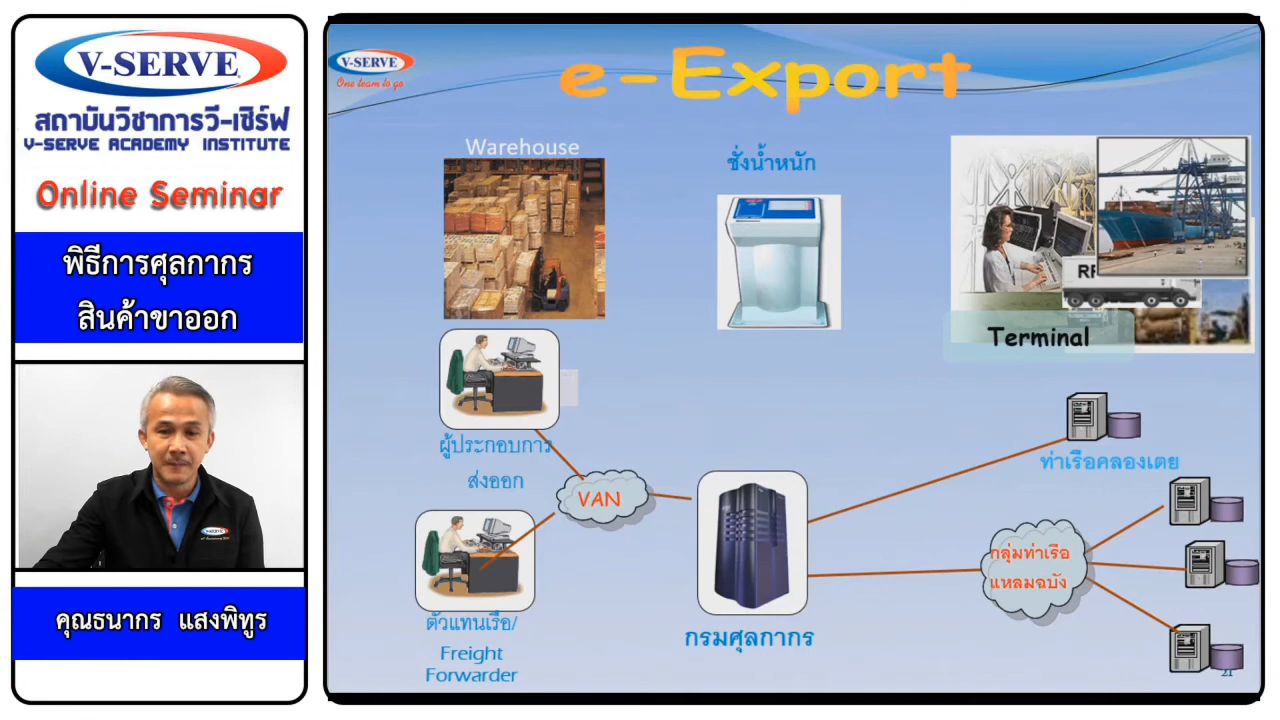 V-SERVE
สถาบันวิชาการวี-เซิร์ฟ
V-SERVE ACADEMY INSTITUTE
Online Seminar
พิธีการศุลกากร
สินค้าขาออก
V-SERVE
คุณธนากร แสงพิทูร
V-SERVE
One team to go
e-Export
Warehouse
ชั่งน้ำหนัก
Terminal
ผู้ประกอบการ
ส่งออก
VAN
ตัวแทนเรือ/
Freight
Forwarder
กรมศุลกากร
ท่าเรือคลองเตย
กลุ่มท่าเรือ
แหลมฉบัง
21